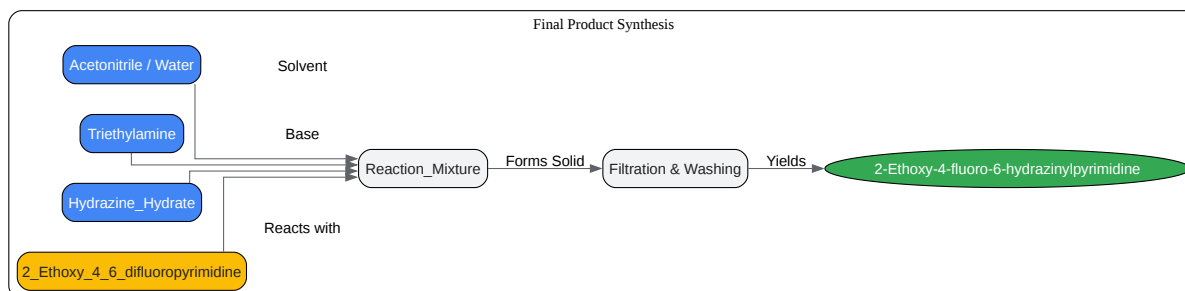 Final Product Synthesis
Acetonitrile / Water
Solvent
Triethylamine
Base
Reaction_Mixture
Forms Solid
Filtration & Washing
Yields
2-Ethoxy-4-fluoro-6-hydrazinylpyrimidine
Hydrazine_Hydrate
Reacts with
2_Ethoxy_4_6_difluoropyrimidine